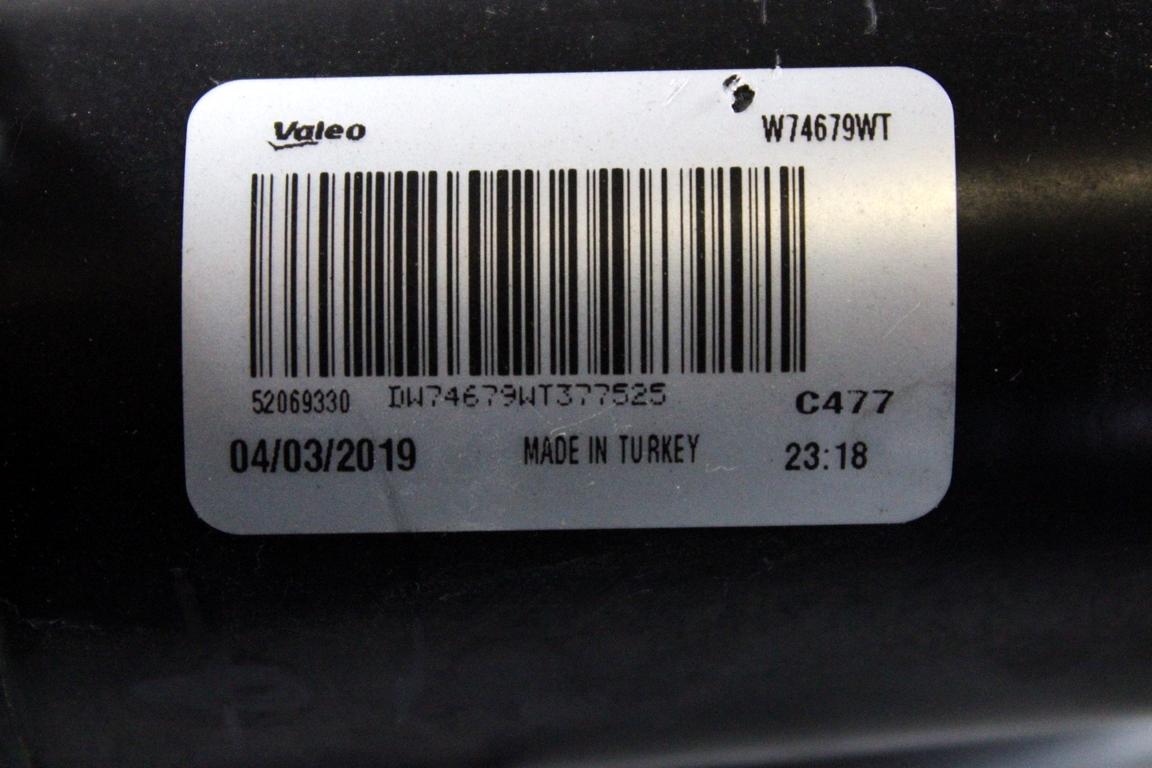 Valeo W74679WT
52069330 DW74679WT377525 C477
04/03/2019 MADE IN TURKEY 23:18